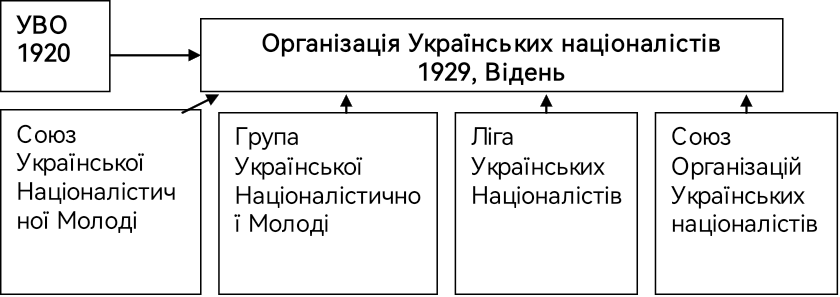 УВО
1920
Організація Українських націоналістів
1929, Відень
Союз
Української
Націоналістич
ної Молоді
Група
Української
Націоналістично
ї Молоді
Ліга
Українських
Націоналістів
Союз
Організацій
Українських
націоналістів